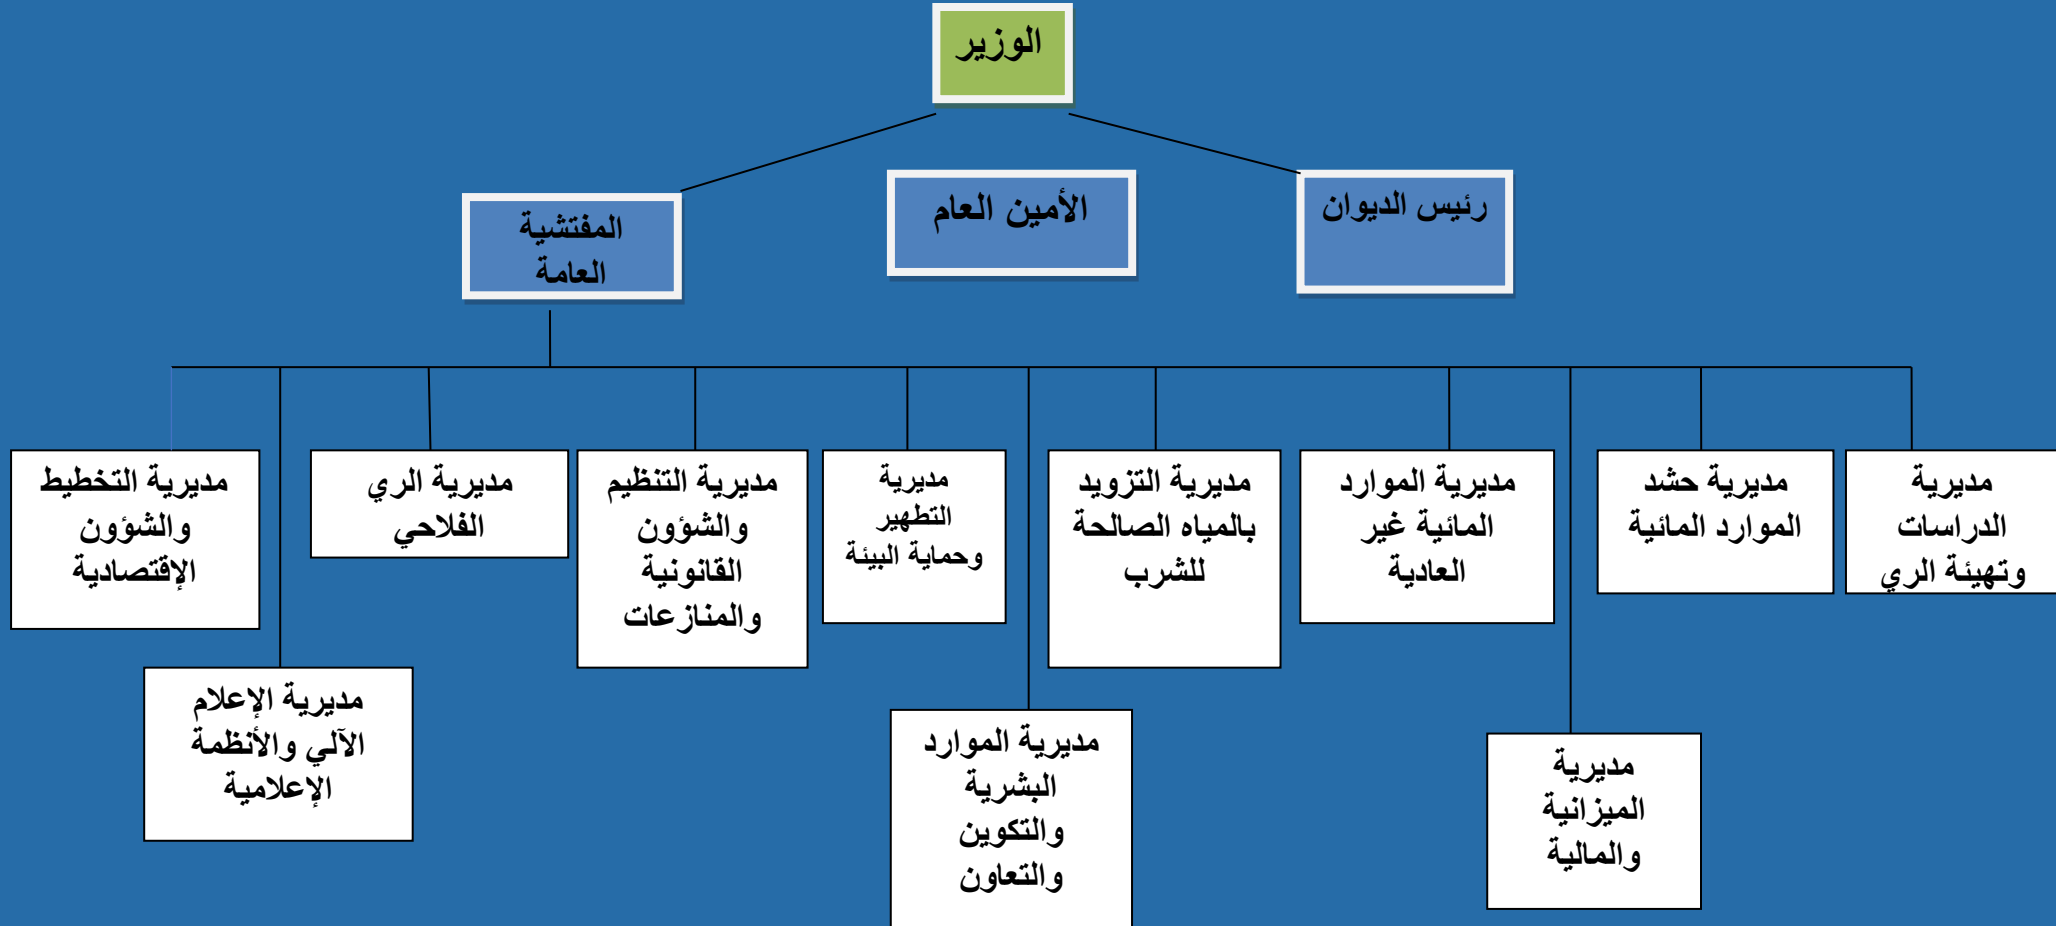 الوزير
رئيس الديوان
الأمين العام
المفتشية
العامة
مديرية
الدراسات
وتهيئة الري
مديرية حشد
الموارد المائية
مديرية الموارد
المائية غير
العادية
مديرية التزويد
بالمياه الصالحة
للشرب
مديرية
التطهير
وحماية البيئة
مديرية التنظيم
والشؤون
القانونية
والمنازعات
مديرية الري
الفلاحي
مديرية التخطيط
والشؤون
الإقتصادية
مديرية
الميزانية
والمالية
مديرية الموارد
البشرية
والتكوين
والتعاون
مديرية الإعلام
الآلي والأنظمة
الإعلامية